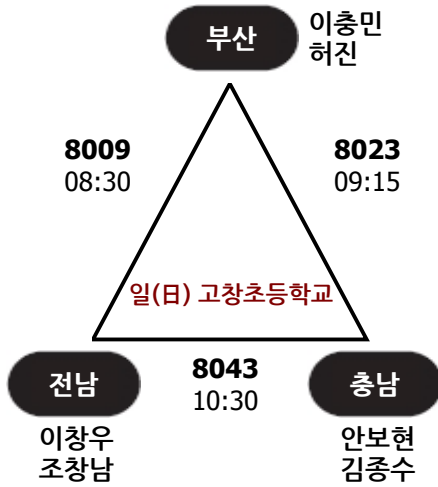 부산
이충민
허진
8009
08:30
8023
09:15
일(日) 고창초등학교
전남
8043
10:30
충남
이창우
조창남
안보현
김종수